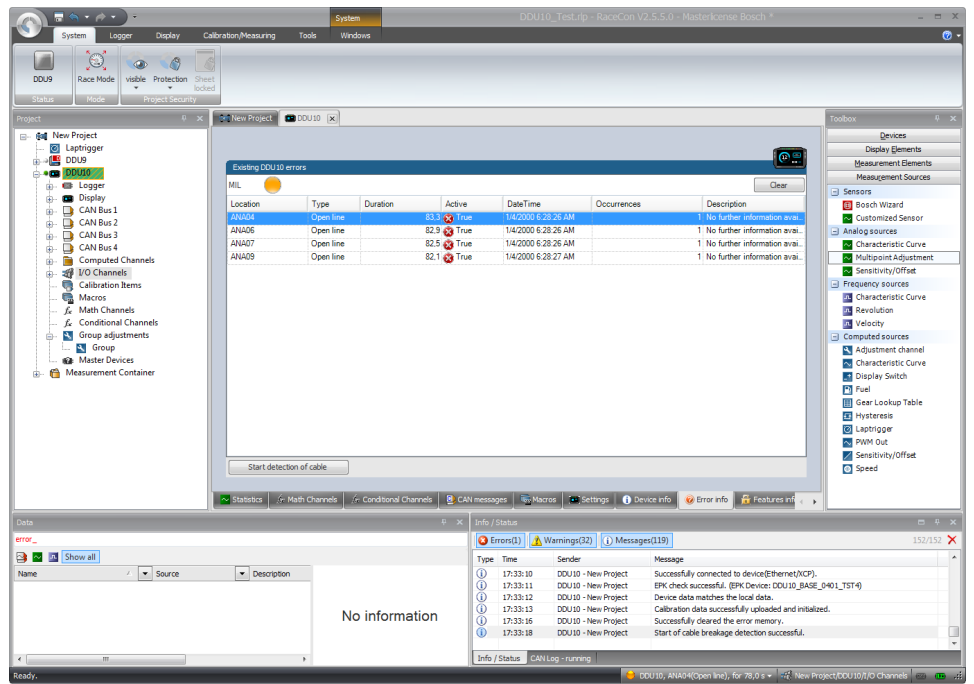 System
DDU10_Test.rlp - RaceCon V2.5.5.0 - Masterlicense Bosch *
System Logger Display Calibration/Measuring Tools Windows
DDU9 Race Mode visible Protection Sheet locked
Status Mode Project Security
Project
New Project
Laptrigger
DDU9
DDU10
Logger
Display
CAN Bus 1
CAN Bus 2
CAN Bus 3
CAN Bus 4
Computed Channels
I/O Channels
Calibration Items
Macros
Math Channels
Conditional Channels
Group adjustments
Group
Master Devices
Measurement Container
New Project DDU10
Existing DDU10 errors
MIL Clear
Location Type Duration Active DateTime Occurrences Description
ANA04 Open line 83,3 True 1/4/2000 6:28:26 AM 1 No further information avai...
ANA06 Open line 82,9 True 1/4/2000 6:28:26 AM 1 No further information avai...
ANA07 Open line 82,5 True 1/4/2000 6:28:26 AM 1 No further information avai...
ANA09 Open line 82,1 True 1/4/2000 6:28:27 AM 1 No further information avai...
Start detection of cable
Statistics Math Channels Conditional Channels CAN messages Macros Settings Device info Error info Features inf
Toolbox
Devices
Display Elements
Measurement Elements
Measurement Sources
Sensors
Bosch Wizard
Customized Sensor
Analog sources
Characteristic Curve
Multipoint Adjustment
Sensitivity/Offset
Frequency sources
Characteristic Curve
Revolution
Velocity
Computed sources
Adjustment channel
Characteristic Curve
Display Switch
Fuel
Gear Lookup Table
Hysteresis
Laptrigger
PWM Out
Sensitivity/Offset
Speed
Data
error_
Show all
Name Source Description
No information
Info / Status
Errors(1) Warnings(32) Messages(119) 152/152
Type Time Sender Message
17:33:10 DDU10 - New Project Successfully connected to device(Ethernet/XCP).
17:33:11 DDU10 - New Project EPK check successful. (EPK Device: DDU10_BASE_0401_TST4)
17:33:12 DDU10 - New Project Device data matches the local data.
17:33:13 DDU10 - New Project Calibration data successfully uploaded and initialized.
17:33:16 DDU10 - New Project Successfully cleared the error memory.
17:33:18 DDU10 - New Project Start of cable breakage detection successful.
Info / Status CAN Log - running
Ready. DDU10, ANA04(Open line), for 78,0 s New Project/DDU10/I/O Channels